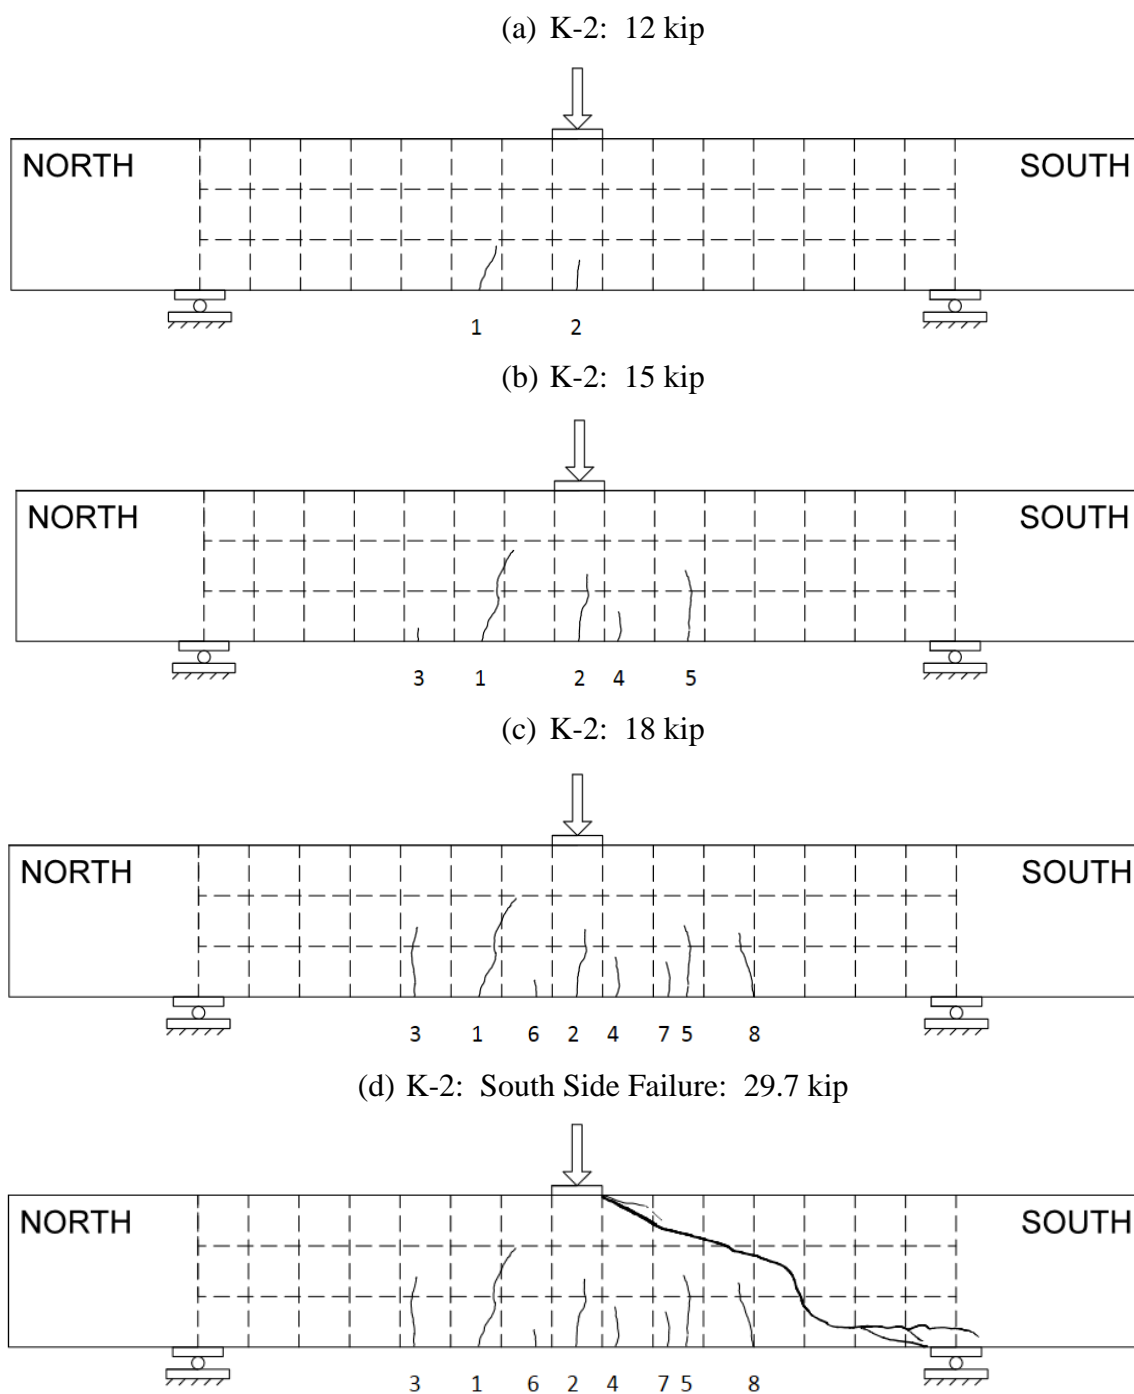 (a) K-2: 12 kip
NORTH SOUTH
1 2
(b) K-2: 15 kip
NORTH SOUTH
3 1 2 4 5
(c) K-2: 18 kip
NORTH SOUTH
3 1 6 2 4 7 5 8
(d) K-2: South Side Failure: 29.7 kip
NORTH SOUTH
3 1 6 2 4 7 5 8